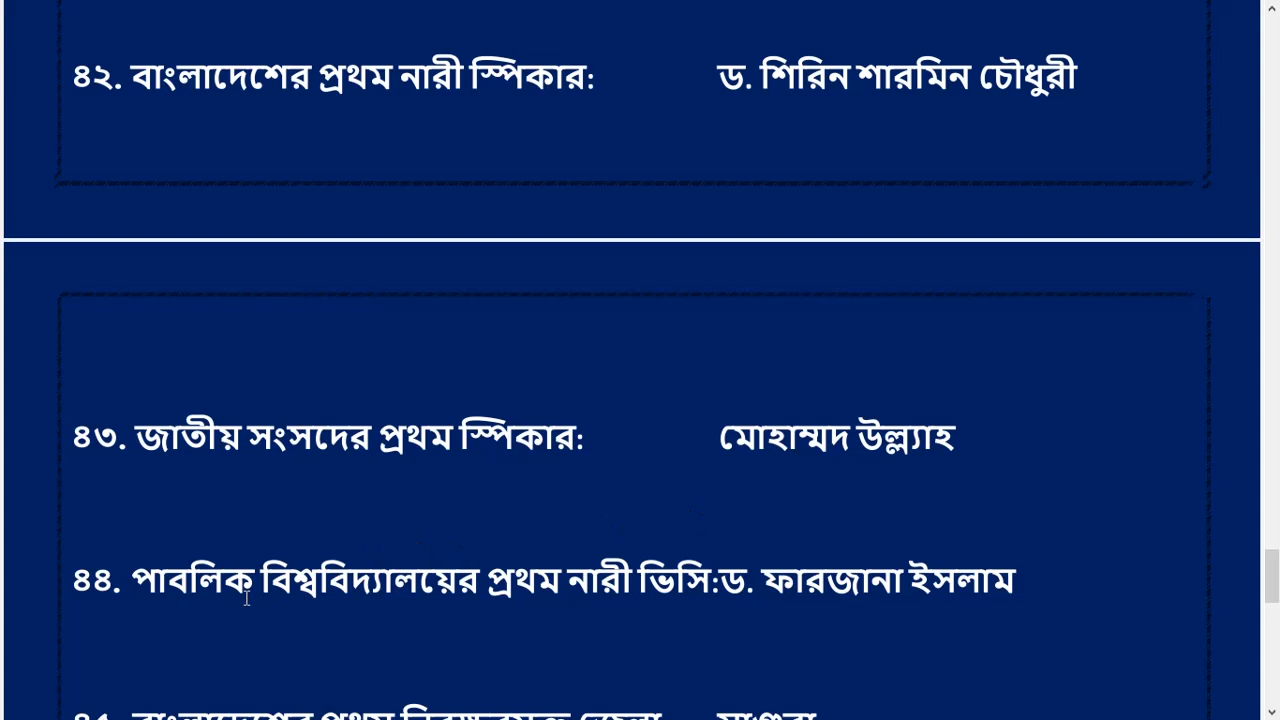 ৪২. বাংলাদেশের প্রথম নারী স্পিকার: ড. শিরিন শারমিন চৌধুরী
৪৩. জাতীয় সংসদের প্রথম স্পিকার: মোহাম্মদ উল্ল্যাহ
৪৪. পাবলিক বিশ্ববিদ্যালয়ের প্রথম নারী ভিসি:ড. ফারজানা ইসলাম